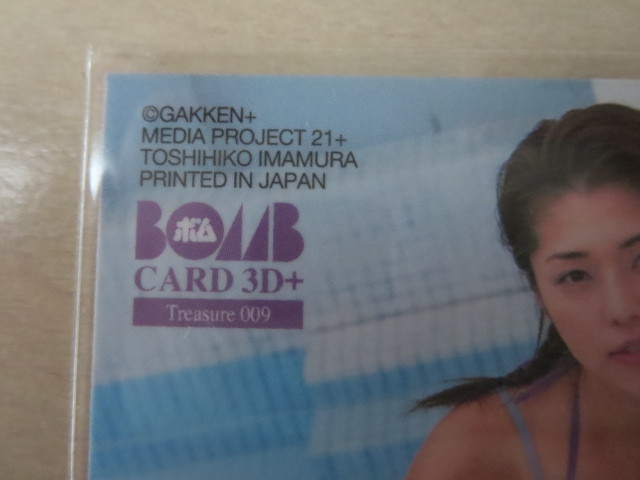 ©GAKKEN+
MEDIA PROJECT 21+
TOSHIHIKO IMAMURA
PRINTED IN JAPAN
BOMB
ボム
CARD 3D+
Treasure 009